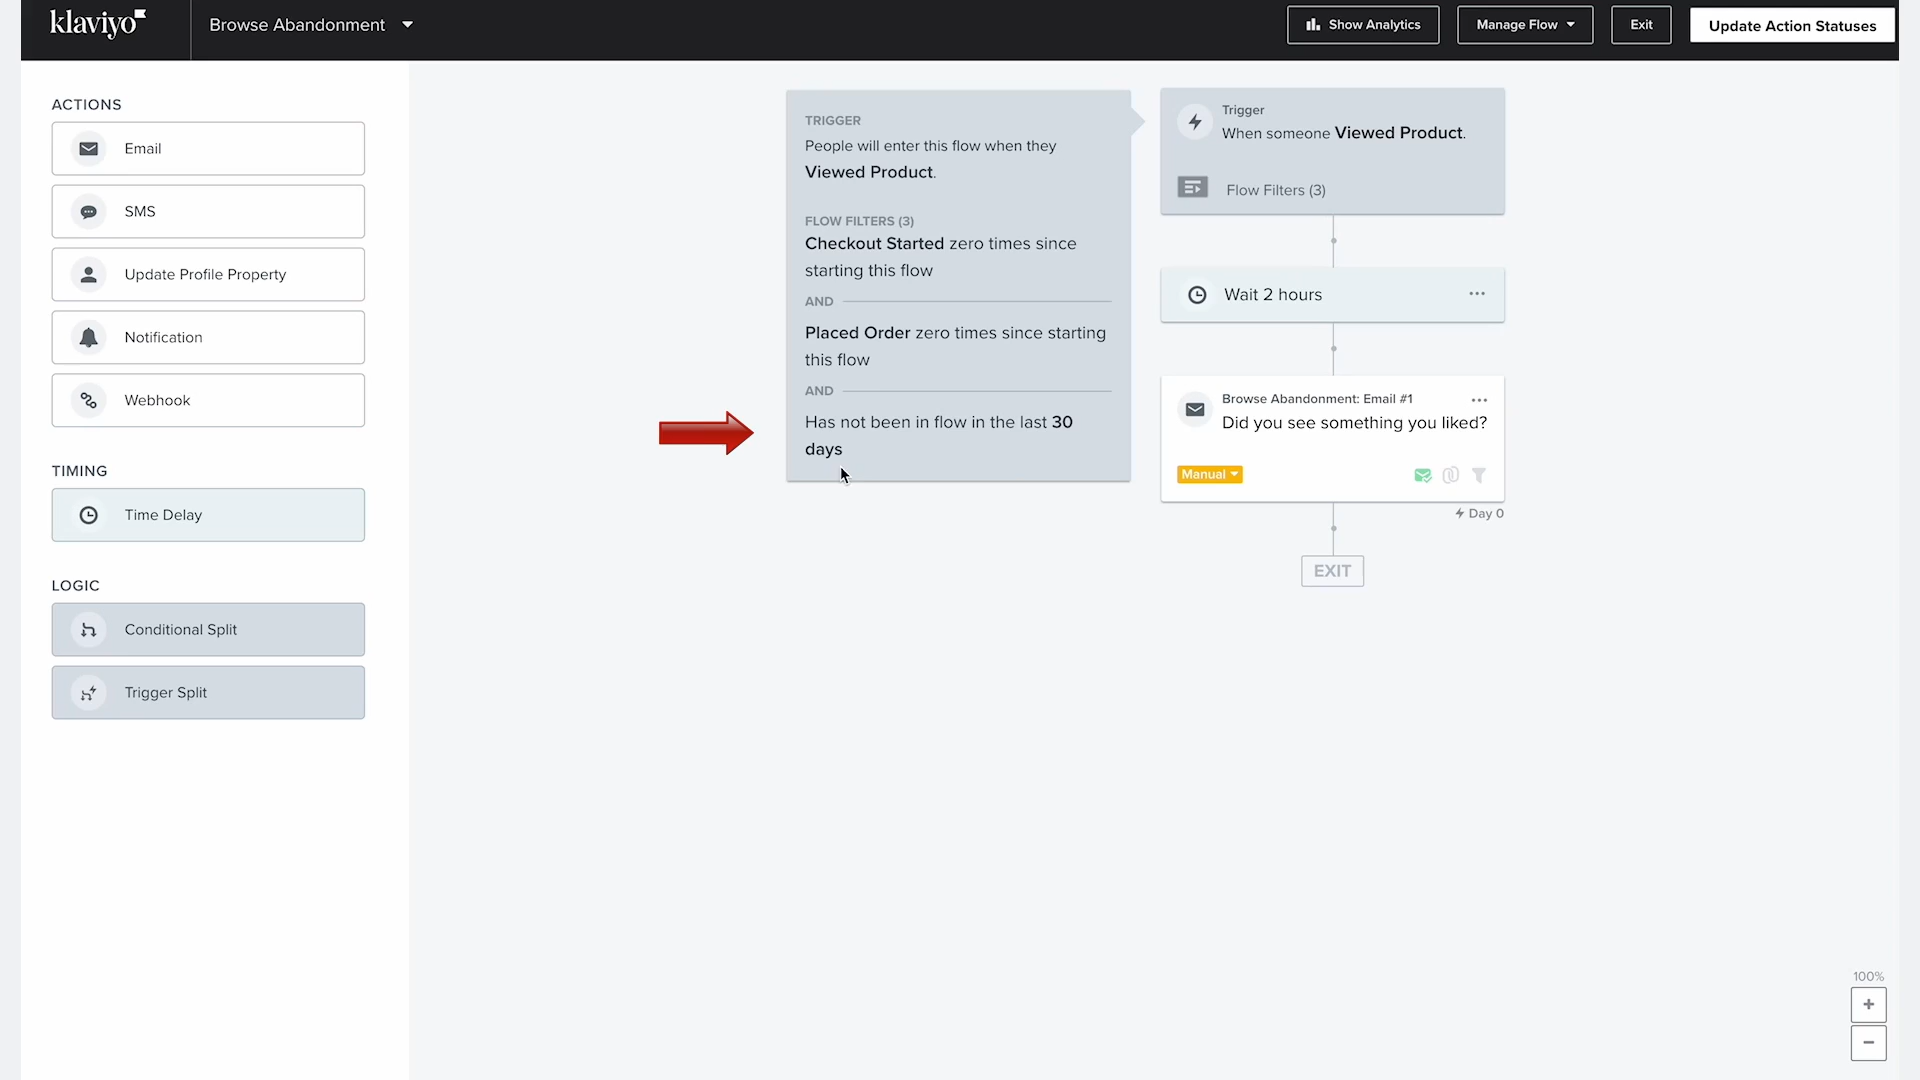 klaviyo
Browse Abandonment
Show Analytics
Manage Flow
Exit
Update Action Statuses
ACTIONS
Email
SMS
Update Profile Property
Notification
Webhook
TIMING
Time Delay
LOGIC
Conditional Split
Trigger Split
TRIGGER
People will enter this flow when they
Viewed Product.
FLOW FILTERS (3)
Checkout Started zero times since
starting this flow
AND
Placed Order zero times since starting
this flow
AND
Has not been in flow in the last 30
days
Trigger
When someone Viewed Product.
Flow Filters (3)
Wait 2 hours
Browse Abandonment: Email #1
Did you see something you liked?
Manual
Day 0
EXIT
100%